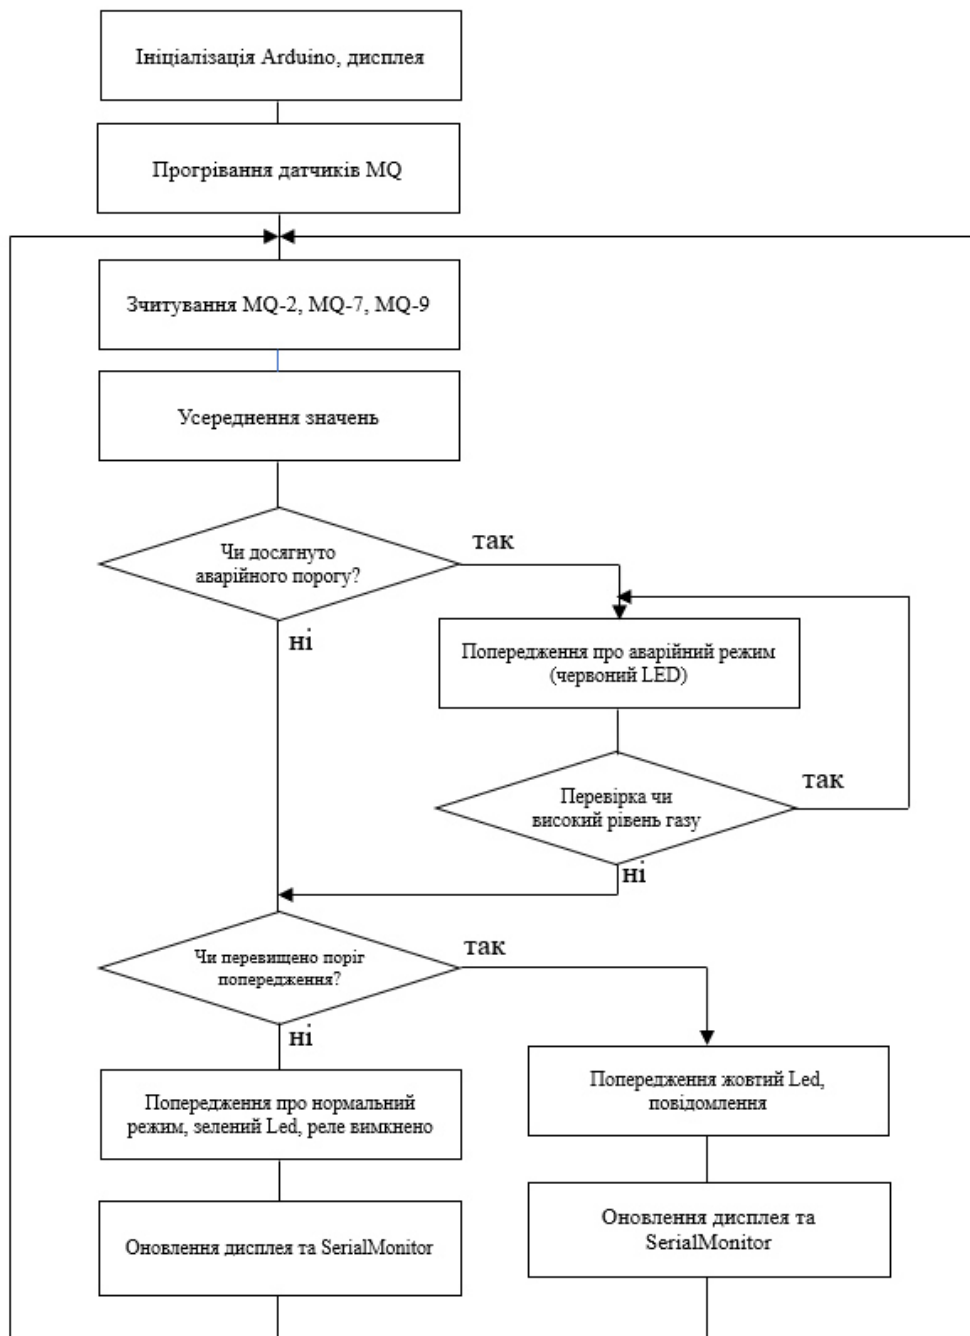 Ініціалізація Arduino, дисплея
Прогрівання датчиків MQ
Зчитування MQ-2, MQ-7, MQ-9
Усереднення значень
Чи досягнуто
аварійного порогу?
так
ні
Попередження про аварійний режим
(червоний LED)
Перевірка чи
високий рівень газу
так
ні
Чи перевищено поріг
попередження?
так
ні
Попередження про нормальний
режим, зелений Led, реле вимкнено
Оновлення дисплея та SerialMonitor
Попередження жовтий Led,
повідомлення
Оновлення дисплея та
SerialMonitor